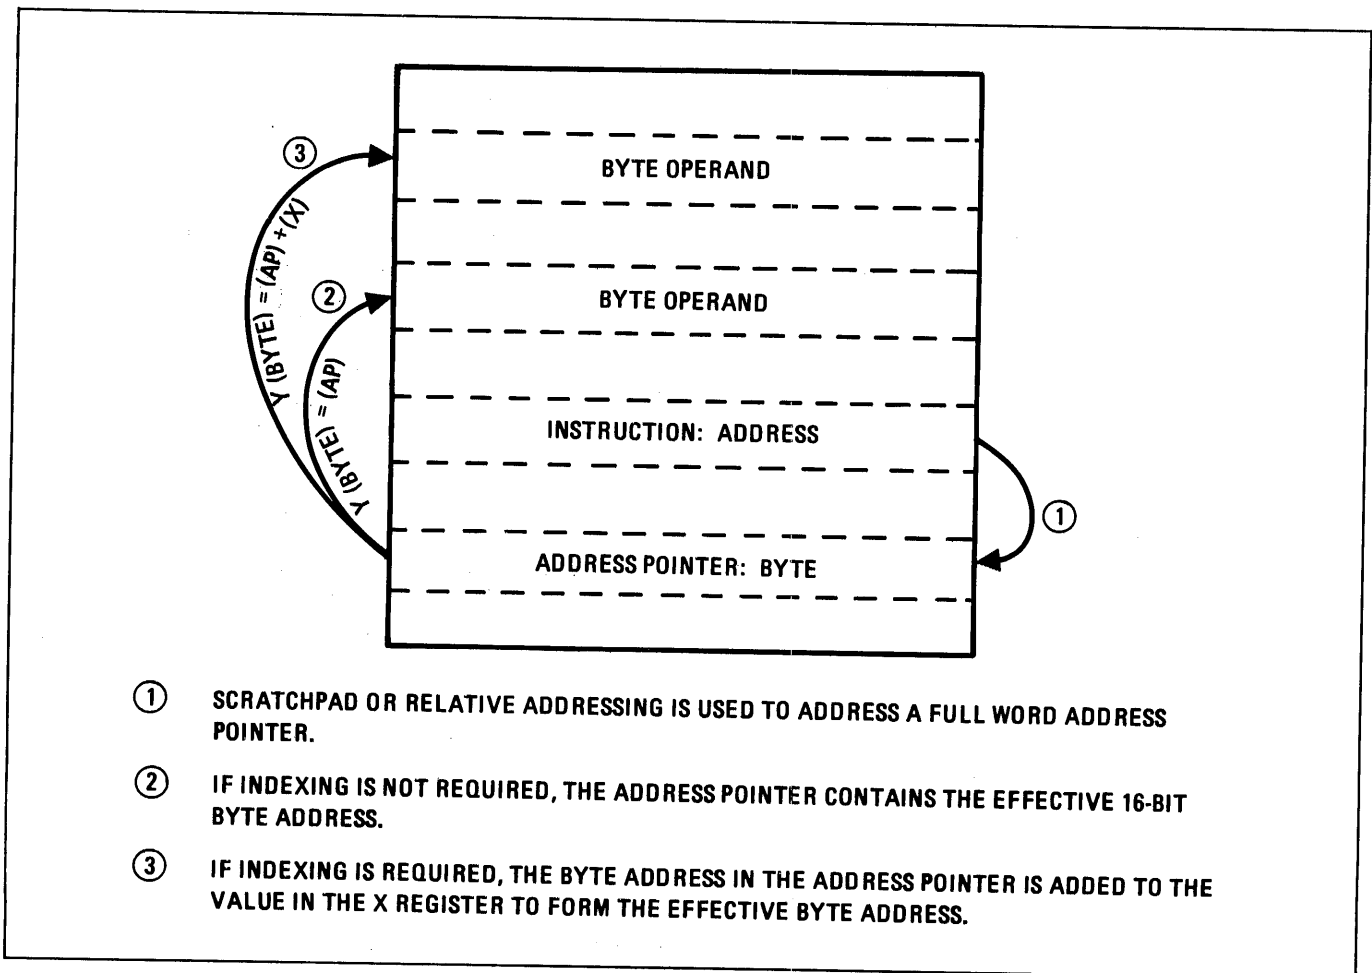 ③
BYTE OPERAND
Y (BYTE) = (AP) + (X)
②
BYTE OPERAND
Y (BYTE) = (AP)
INSTRUCTION: ADDRESS
①
ADDRESS POINTER: BYTE
① SCRATCHPAD OR RELATIVE ADDRESSING IS USED TO ADDRESS A FULL WORD ADDRESS
POINTER.
② IF INDEXING IS NOT REQUIRED, THE ADDRESS POINTER CONTAINS THE EFFECTIVE 16-BIT
BYTE ADDRESS.
③ IF INDEXING IS REQUIRED, THE BYTE ADDRESS IN THE ADDRESS POINTER IS ADDED TO THE
VALUE IN THE X REGISTER TO FORM THE EFFECTIVE BYTE ADDRESS.